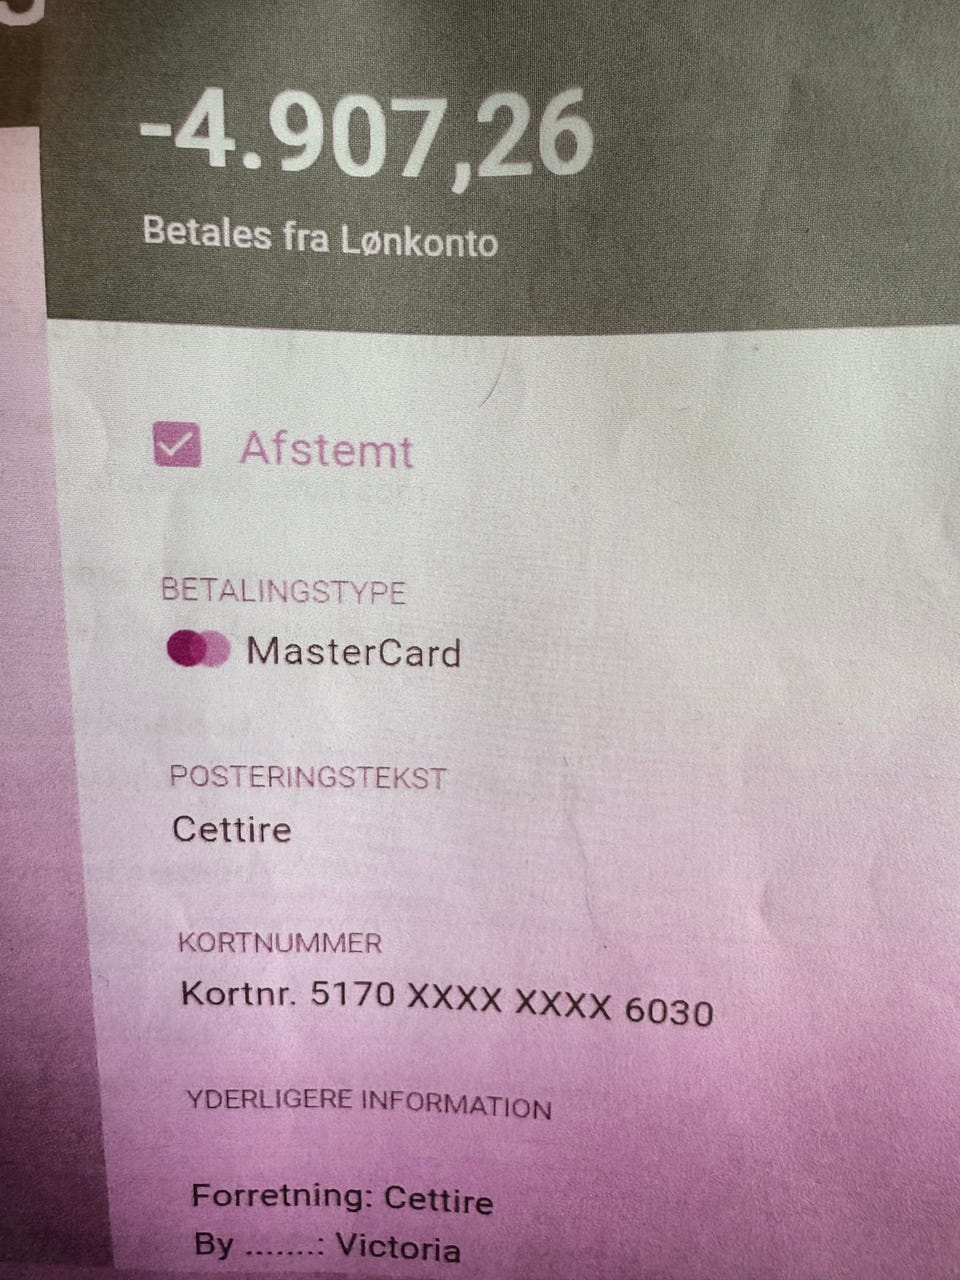 -4.907,26
Betales fra Lønkonto
Afstemt
BETALINGSTYPE
MasterCard
POSTERINGSTEKST
Cettire
KORTNUMMER
Kortnr. 5170 XXXX XXXX 6030
YDERLIGERE INFORMATION
Forretning: Cettire
By .......: Victoria